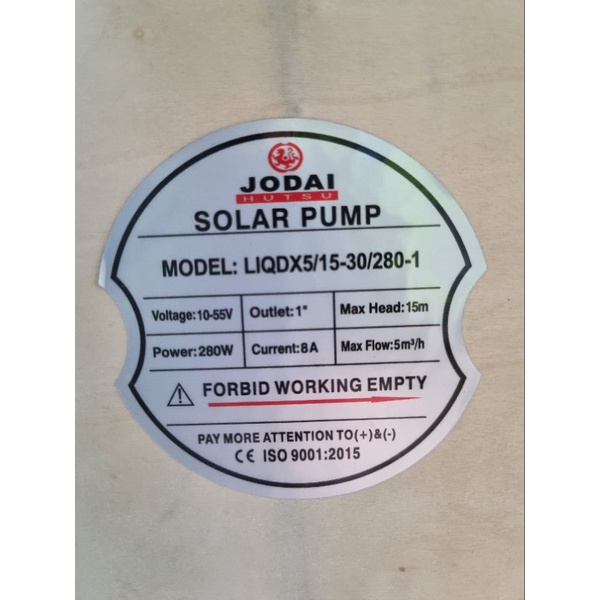 JODAI
HUTSU
SOLAR PUMP
MODEL: LIQDX5/15-30/280-1
Voltage:10-55V Outlet:1" Max Head:15m
Power:280W Current:8A Max Flow:5m³/h
FORBID WORKING EMPTY
PAY MORE ATTENTION TO(+)&(-)
CE ISO 9001:2015